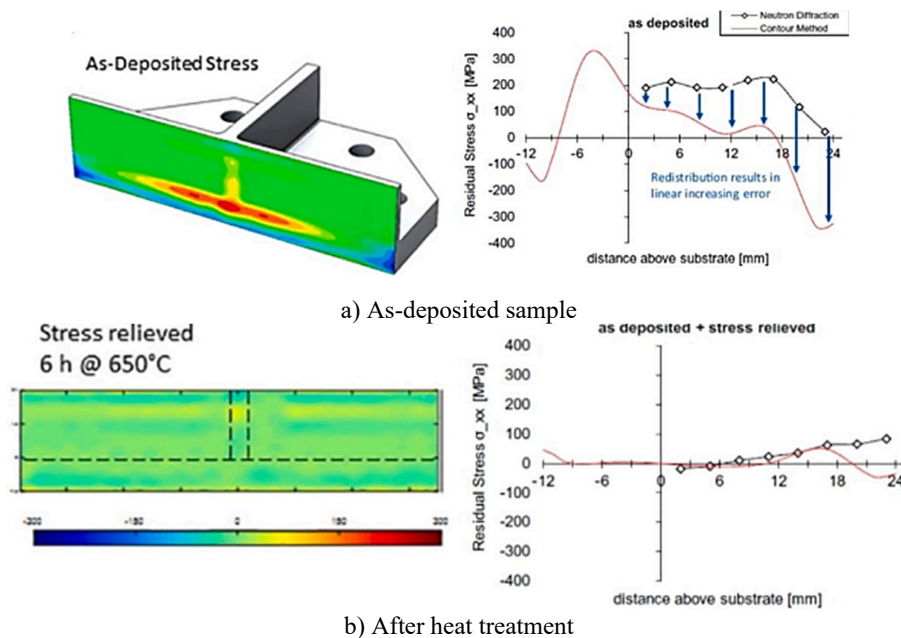 As-Deposited Stress
as deposited
Neutron Diffraction
Contour Method
Residual Stress σ_xx [MPa]
400
300
200
100
0
-100
-200
-300
-400
-12
-6
0
6
12
18
24
Redistribution results in
linear increasing error
distance above substrate [mm]
a) As-deposited sample
Stress relieved
6 h @ 650°C
-300
0
300
as deposited + stress relieved
Residual Stress σ_xx [MPa]
400
300
200
100
0
-100
-200
-300
-400
-12
-6
0
6
12
18
24
distance above substrate [mm]
b) After heat treatment